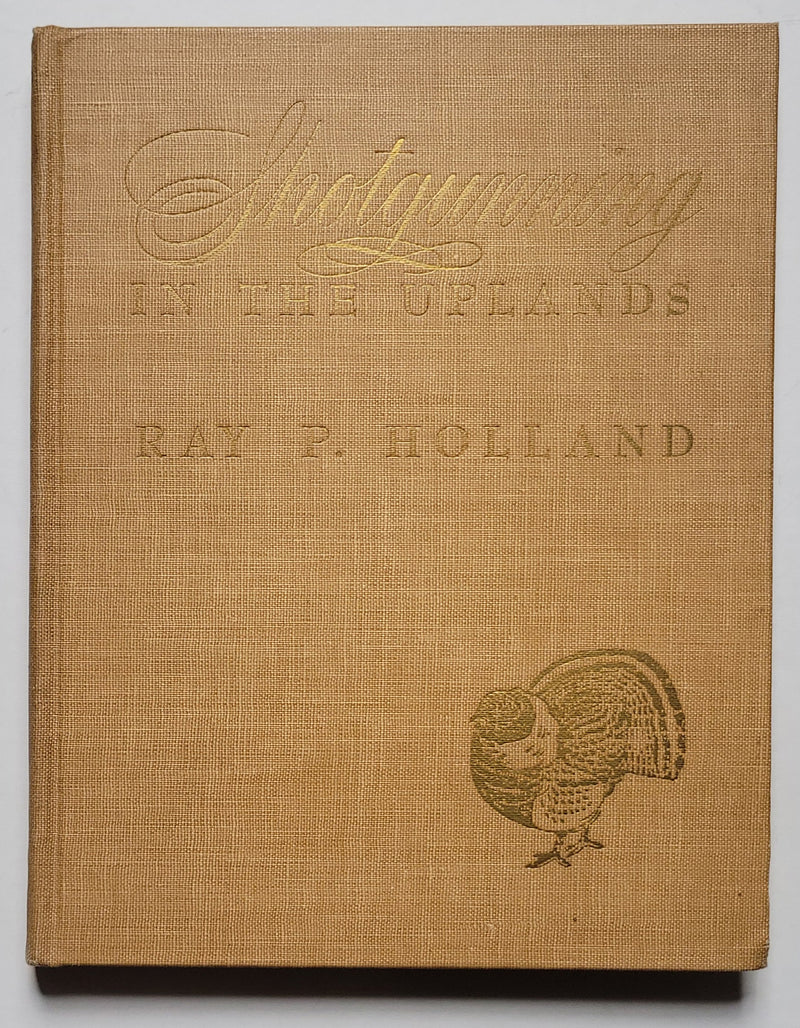 Shotgunning
IN THE UPLANDS
RAY P. HOLLAND